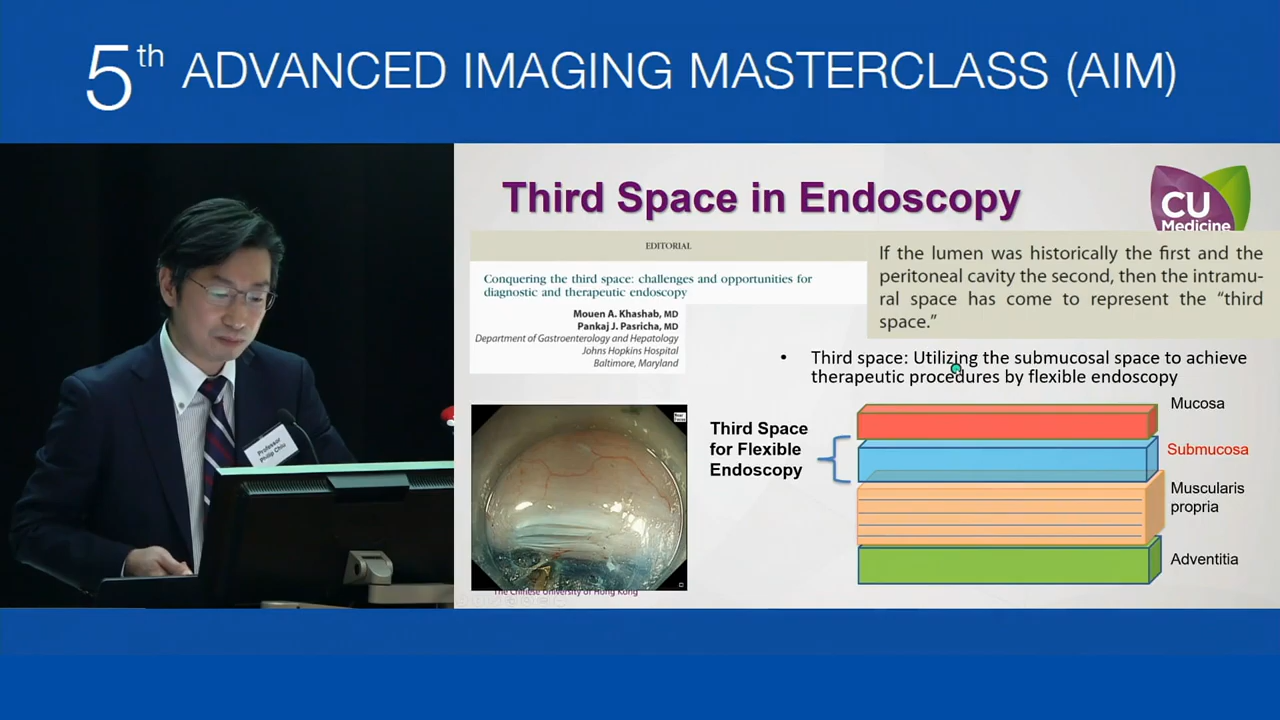 5th ADVANCED IMAGING MASTERCLASS (AIM)
Third Space in Endoscopy
CU
Medicine
EDITORIAL
Conquering the third space: challenges and opportunities for
diagnostic and therapeutic endoscopy
Mouen A. Khashab, MD
Pankaj J. Pasricha, MD
Department of Gastroenterology and Hepatology
Johns Hopkins Hospital
Baltimore, Maryland
If the lumen was historically the first and the
peritoneal cavity the second, then the intramu-
ral space has come to represent the “third
space.”
• Third space: Utilizing the submucosal space to achieve
therapeutic procedures by flexible endoscopy
Third Space
for Flexible
Endoscopy
Mucosa
Submucosa
Muscularis
propria
Adventitia
Near
Focus
The Chinese University of Hong Kong
Professor
Philip Chiu